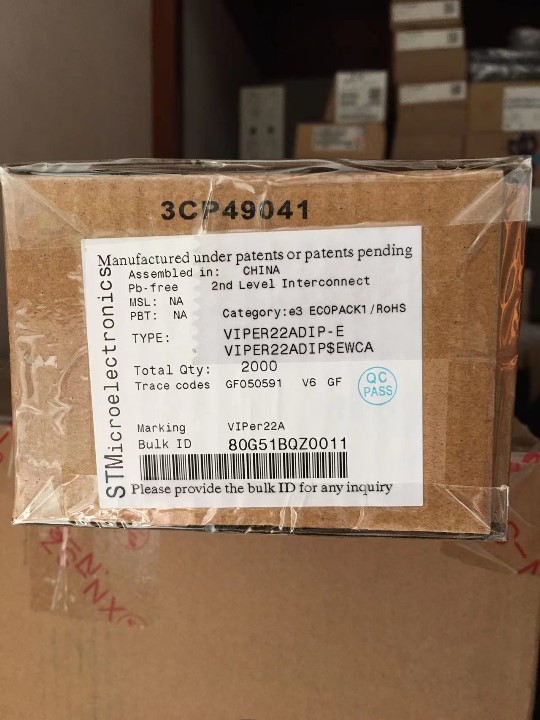 3CP49041
Manufactured under patents or patents pending
STMicroelectronics
Assembled in: CHINA
Pb-free 2nd Level Interconnect
MSL: NA
PBT: NA Category:e3 ECOPACK1/RoHS
TYPE: VIPER22ADIP-E
VIPER22ADIP$EWCA
Total Qty: 2000
Trace codes GF050591 V6 GF
QC
PASS
Marking VIPer22A
Bulk ID 80G51BQZ0011
Please provide the bulk ID for any inquiry